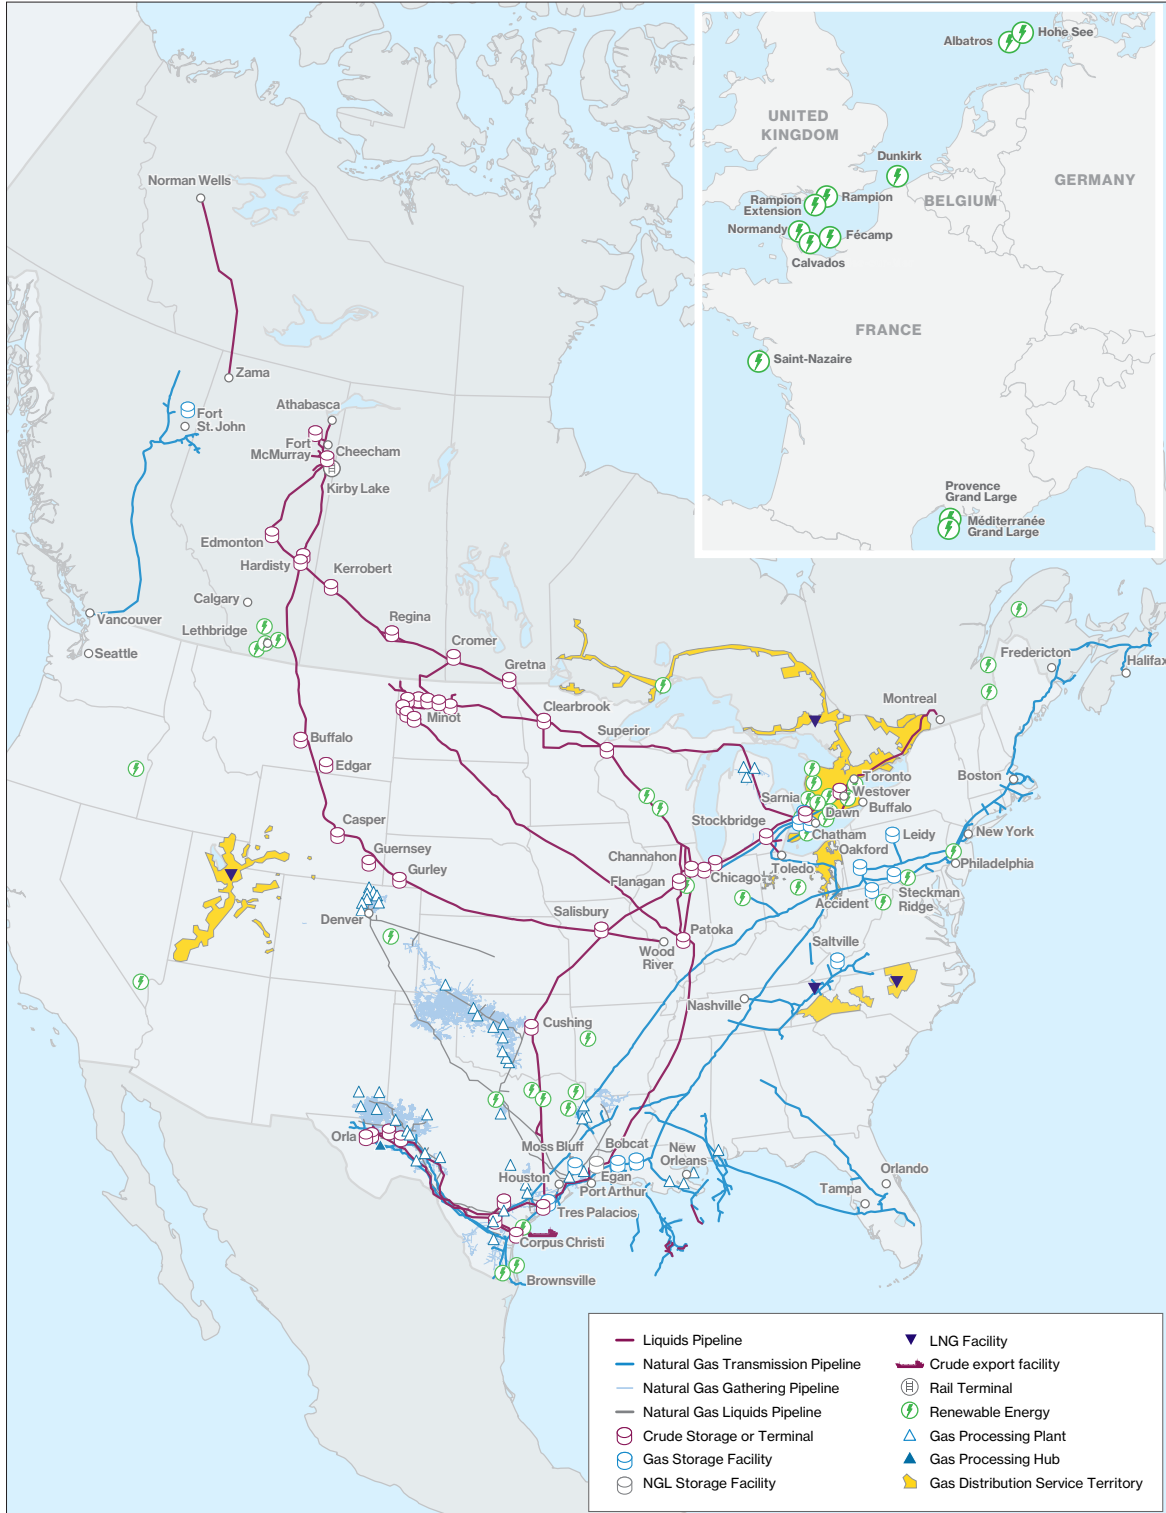 Albatros
Hohe See
UNITED
KINGDOM
Dunkirk
GERMANY
Rampion
Extension
Rampion
BELGIUM
Normandy
Fécamp
Calvados
FRANCE
Saint-Nazaire
Provence
Grand Large
Méditerranée
Grand Large
Norman Wells
Zama
Fort
St. John
Athabasca
Fort
McMurray
Cheecham
Kirby Lake
Edmonton
Hardisty
Kerrobert
Calgary
Vancouver
Lethbridge
Regina
Seattle
Cromer
Gretna
Fredericton
Halifax
Montreal
Minot
Clearbrook
Superior
Buffalo
Edgar
Toronto
Westover
Buffalo
Boston
Sarnia
Dawn
Stockbridge
Chatham
Leidy
New York
Casper
Guernsey
Gurley
Channahon
Flanagan
Chicago
Toledo
Oakford
Philadelphia
Accident
Steckman
Ridge
Denver
Salisbury
Patoka
Wood
River
Saltville
Nashville
Cushing
Orla
Moss Bluff
Bobcat
New
Orleans
Houston
Egan
Port Arthur
Tres Palacios
Orlando
Tampa
Corpus Christi
Brownsville
Liquids Pipeline
Natural Gas Transmission Pipeline
Natural Gas Gathering Pipeline
Natural Gas Liquids Pipeline
Crude Storage or Terminal
Gas Storage Facility
NGL Storage Facility
LNG Facility
Crude export facility
Rail Terminal
Renewable Energy
Gas Processing Plant
Gas Processing Hub
Gas Distribution Service Territory